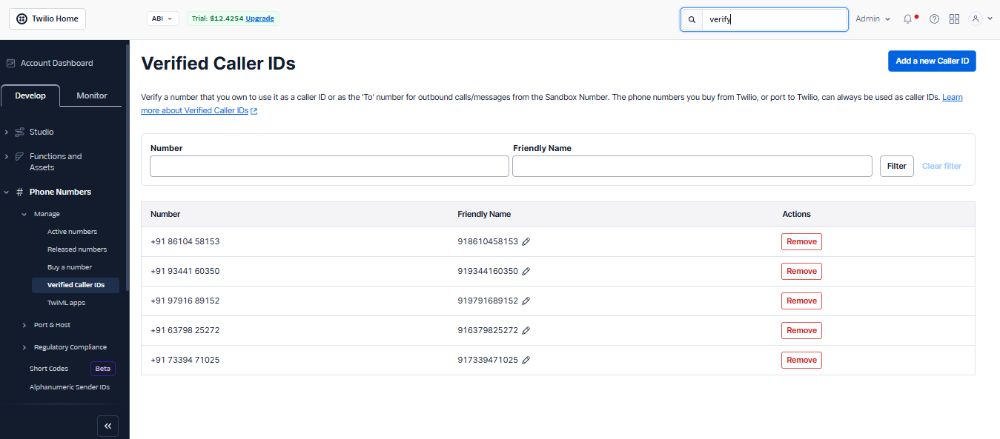 Twilio Home
ABI
Trial: $12.4254 Upgrade
verify
Admin
Account Dashboard
Develop
Monitor
Studio
Functions and
Assets
Phone Numbers
Manage
Active numbers
Released numbers
Buy a number
Verified Caller IDs
TwiML apps
Port & Host
Regulatory Compliance
Short Codes Beta
Alphanumeric Sender IDs
Verified Caller IDs
Add a new Caller ID
Verify a number that you own to use it as a caller ID or as the 'To' number for outbound calls/messages from the Sandbox Number. The phone numbers you buy from Twilio, or port to Twilio, can always be used as caller IDs. Learn
more about Verified Caller IDs
Number Friendly Name
Filter Clear filter
Number Friendly Name Actions
+91 86104 58153 918610458153 Remove
+91 93441 60350 919344160350 Remove
+91 97916 89152 919791689152 Remove
+91 63798 25272 916379825272 Remove
+91 73394 71025 917339471025 Remove